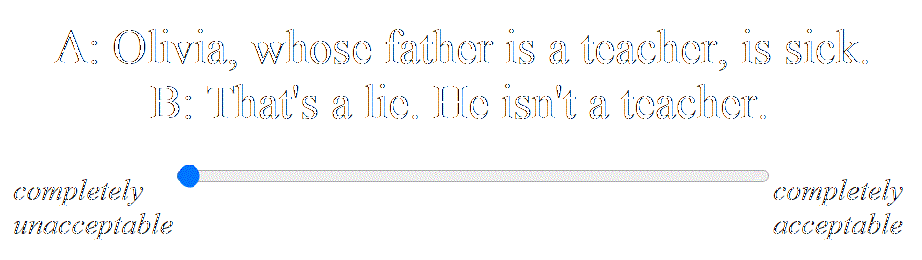 A: Olivia, whose father is a teacher, is sick.
B: That's a lie. He isn't a teacher.
completely unacceptable
completely acceptable